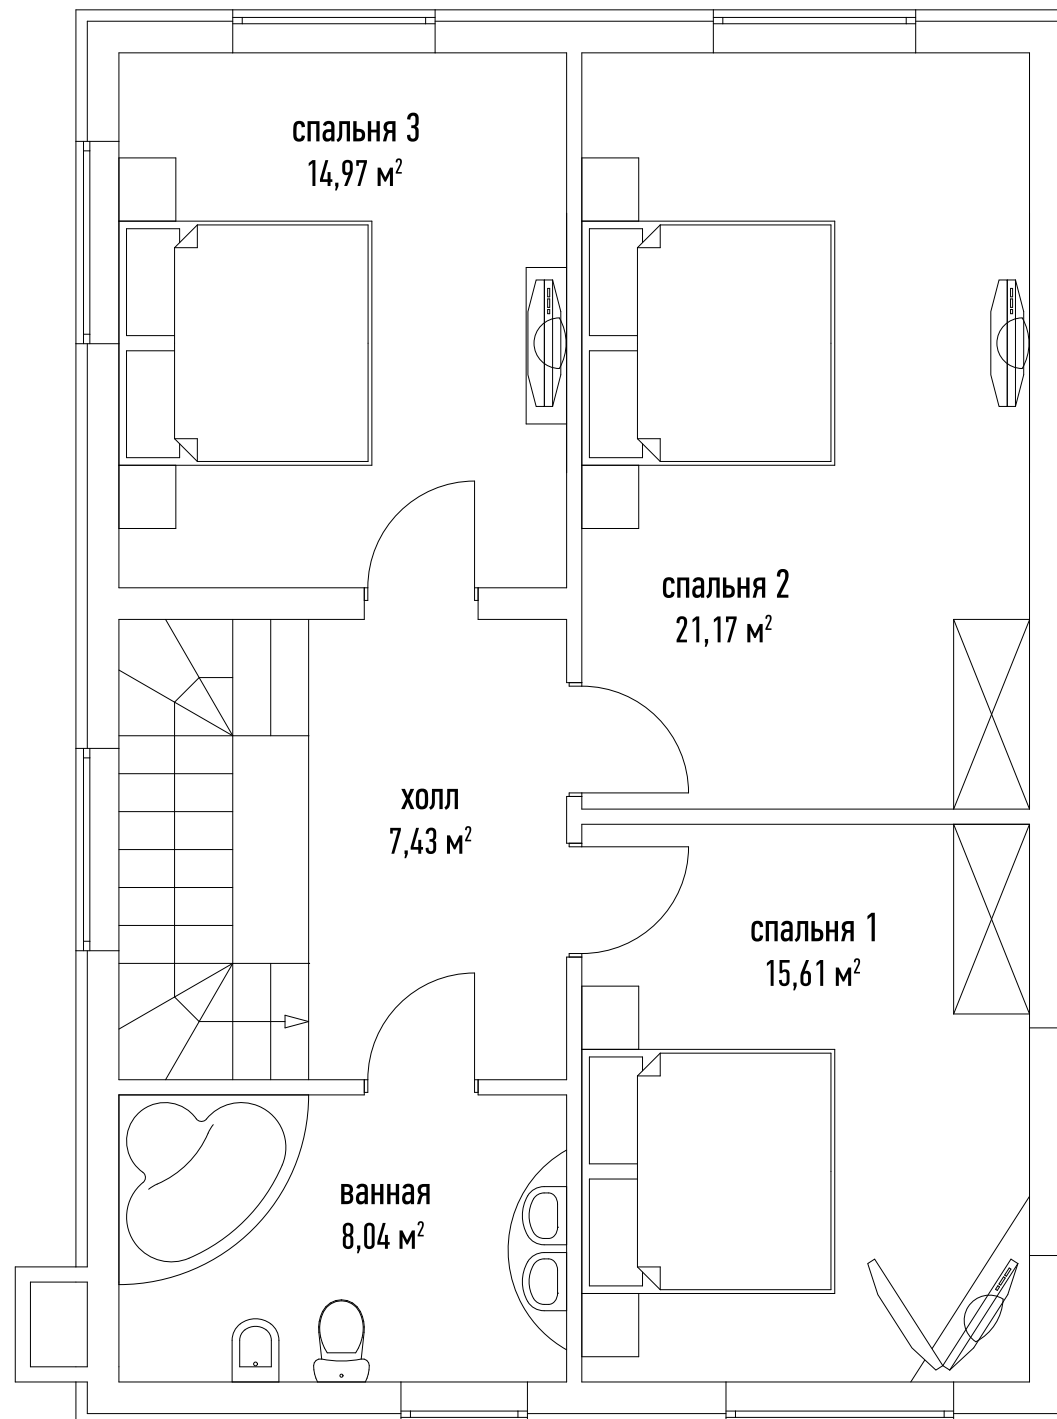 спальня 3
14,97 м²
спальня 2
21,17 м²
холл
7,43 м²
спальня 1
15,61 м²
ванная
8,04 м²